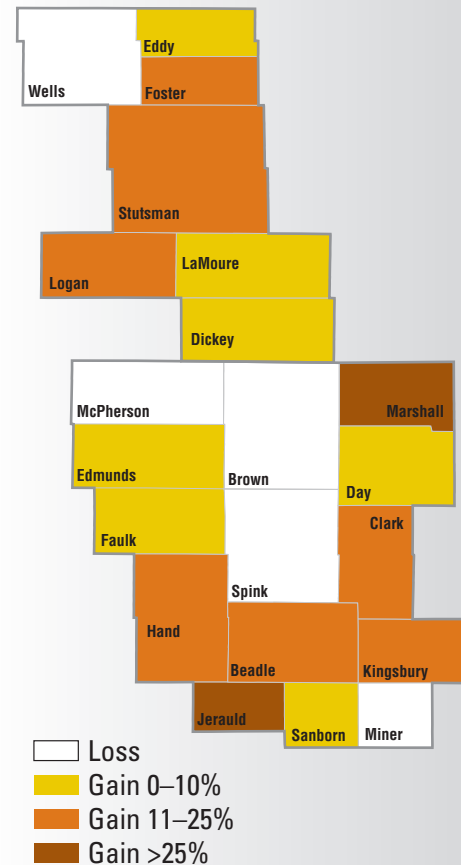 Eddy
Wells
Foster
Stutsman
LaMoure
Logan
Dickey
McPherson
Marshall
Edmunds
Brown
Day
Clark
Faulk
Spink
Hand
Beadle
Kingsbury
Jerauld
Sanborn
Miner
Loss
Gain 0–10%
Gain 11–25%
Gain >25%